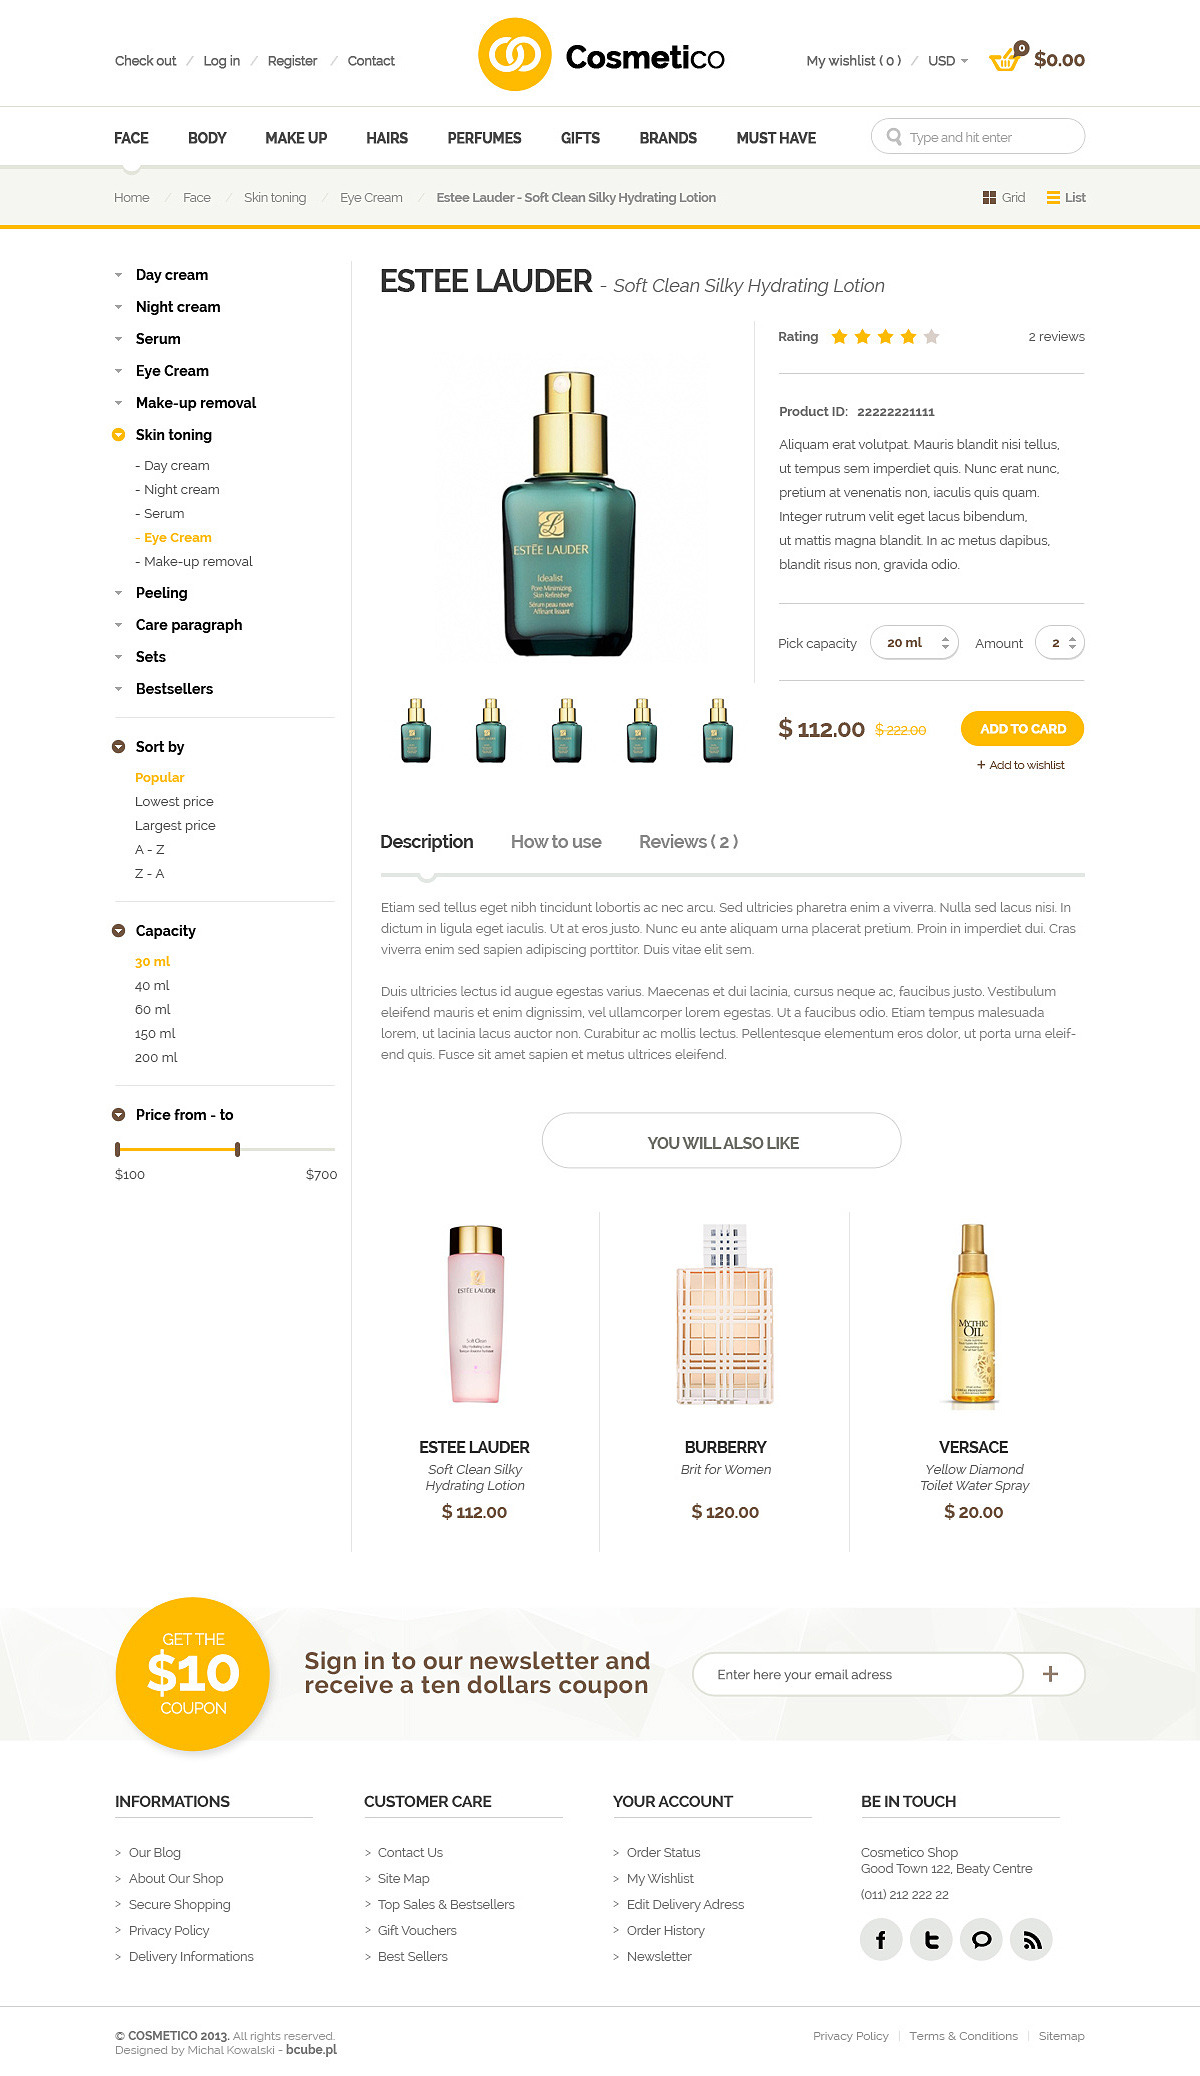 Check out / Log in / Register / Contact
Cosmetico
My wishlist ( 0 ) / USD
0
$0.00
FACE BODY MAKE UP HAIRS PERFUMES GIFTS BRANDS MUST HAVE
Type and hit enter
Home / Face / Skin toning / Eye Cream / Estee Lauder - Soft Clean Silky Hydrating Lotion
Grid List
Day cream
Night cream
Serum
Eye Cream
Make-up removal
Skin toning
- Day cream
- Night cream
- Serum
- Eye Cream
- Make-up removal
Peeling
Care paragraph
Sets
Bestsellers
Sort by
Popular
Lowest price
Largest price
A - Z
Z - A
Capacity
30 ml
40 ml
60 ml
150 ml
200 ml
Price from - to
$100 $700
ESTEE LAUDER - Soft Clean Silky Hydrating Lotion
ESTĒE LAUDER
Idealist
Pore Minimizing
Skin Refinisher
Sérum peau neuve
Affinant lissant
Rating 2 reviews
Product ID: 22222221111
Aliquam erat volutpat. Mauris blandit nisi tellus,
ut tempus sem imperdiet quis. Nunc erat nunc,
pretium at venenatis non, iaculis quis quam.
Integer rutrum velit eget lacus bibendum,
ut mattis magna blandit. In ac metus dapibus,
blandit risus non, gravida odio.
Pick capacity 20 ml Amount 2
$ 112.00 $ 222.00 ADD TO CARD
+ Add to wishlist
Description How to use Reviews ( 2 )
Etiam sed tellus eget nibh tincidunt lobortis ac nec arcu. Sed ultricies pharetra enim a viverra. Nulla sed lacus nisi. In
dictum in ligula eget iaculis. Ut at eros justo. Nunc eu ante aliquam urna placerat pretium. Proin in imperdiet dui. Cras
viverra enim sed sapien adipiscing porttitor. Duis vitae elit sem.
Duis ultricies lectus id augue egestas varius. Maecenas et dui lacinia, cursus neque ac, faucibus justo. Vestibulum
eleifend mauris et enim dignissim, vel ullamcorper lorem egestas. Ut a faucibus odio. Etiam tempus malesuada
lorem, ut lacinia lacus auctor non. Curabitur ac mollis lectus. Pellentesque elementum eros dolor, ut porta urna eleif-
end quis. Fusce sit amet sapien et metus ultrices eleifend.
YOU WILL ALSO LIKE
ESTĒE LAUDER
Soft Clean
MYTHIC
OIL
ESTEE LAUDER
Soft Clean Silky
Hydrating Lotion
$ 112.00
BURBERRY
Brit for Women
$ 120.00
VERSACE
Yellow Diamond
Toilet Water Spray
$ 20.00
GET THE
$10
COUPON
Sign in to our newsletter and
receive a ten dollars coupon
Enter here your email adress +
INFORMATIONS
> Our Blog
> About Our Shop
> Secure Shopping
> Privacy Policy
> Delivery Informations
CUSTOMER CARE
> Contact Us
> Site Map
> Top Sales & Bestsellers
> Gift Vouchers
> Best Sellers
YOUR ACCOUNT
> Order Status
> My Wishlist
> Edit Delivery Adress
> Order History
> Newsletter
BE IN TOUCH
Cosmetico Shop
Good Town 122, Beaty Centre
(011) 212 222 22
© COSMETICO 2013. All rights reserved.
Designed by Michal Kowalski - bcube.pl
Privacy Policy | Terms & Conditions | Sitemap